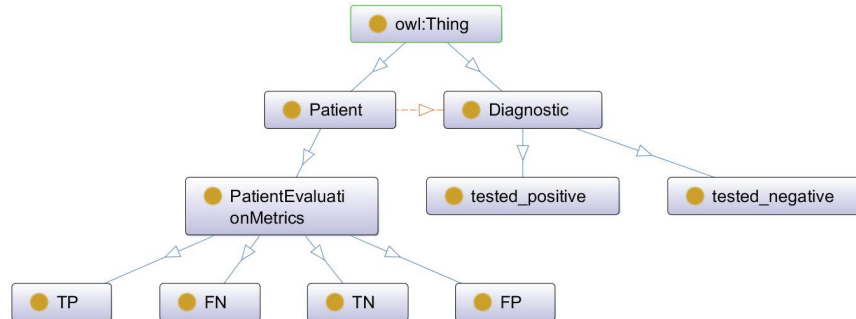 owl:Thing
Patient
Diagnostic
PatientEvaluati
onMetrics
tested_positive
tested_negative
TP
FN
TN
FP